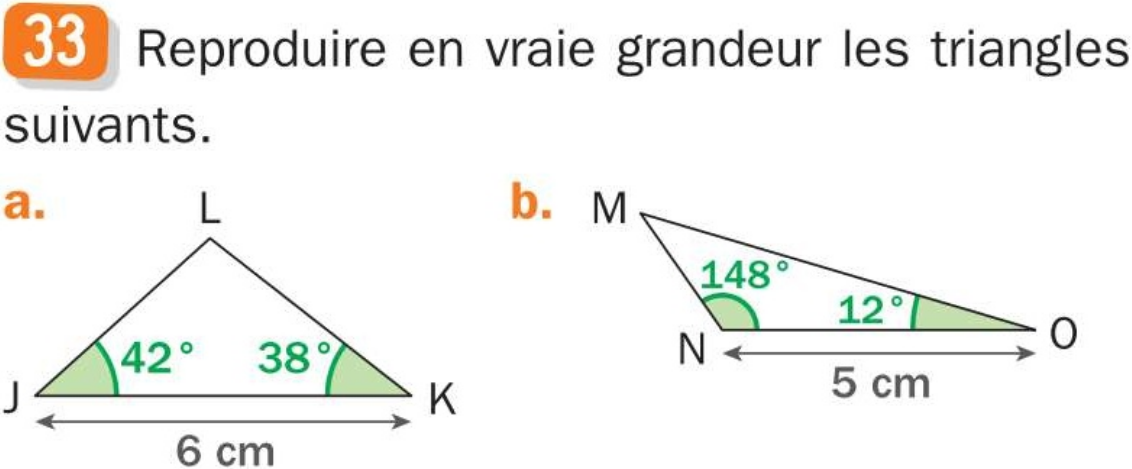 33 Reproduire en vraie grandeur les triangles
suivants.
a.
L
42°
38°
J
K
6 cm
b.
M
148°
12°
N
O
5 cm